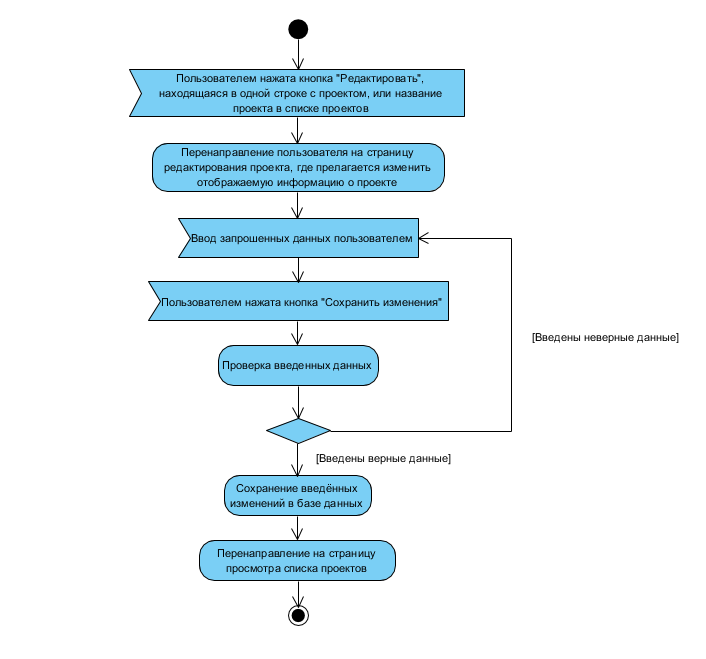 Пользователем нажата кнопка "Редактировать",
находящаяся в одной строке с проектом, или название
проекта в списке проектов
Перенаправление пользователя на страницу
редактирования проекта, где прелагается изменить
отображаемую информацию о проекте
Ввод запрошенных данных пользователем
Пользователем нажата кнопка "Сохранить изменения"
[Введены неверные данные]
Проверка введенных данных
[Введены верные данные]
Сохранение введённых
изменений в базе данных
Перенаправление на страницу
просмотра списка проектов